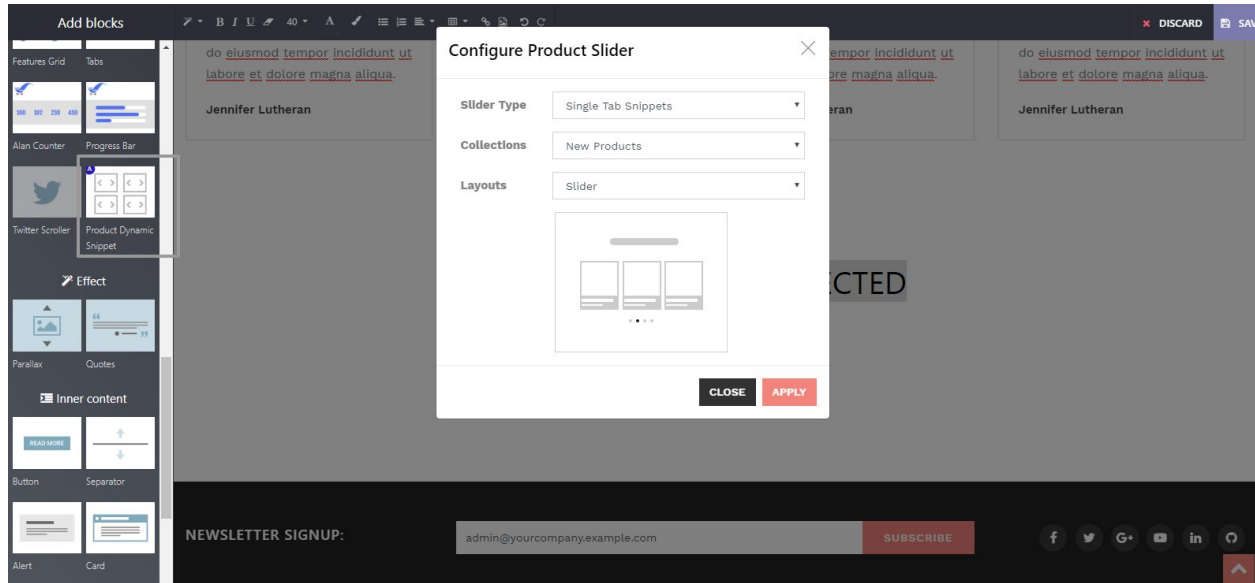 Add blocks
B I U 40 A
DISCARD SAV
Features Grid Tabs
Alan Counter Progress Bar
Twitter Scroller Product Dynamic
Snippet
Effect
Parallax Quotes
Inner content
READ MORE
Button Separator
Alert Card
do eiusmod tempor incididunt ut
labore et dolore magna aliqua.
Jennifer Lutheran
Configure Product Slider
Slider Type Single Tab Snippets
Collections New Products
Layouts Slider
CLOSE APPLY
empor incididunt ut
ore magna aliqua.
eran
do eiusmod tempor incididunt ut
labore et dolore magna aliqua.
Jennifer Lutheran
CTED
NEWSLETTER SIGNUP: admin@yourcompany.example.com SUBSCRIBE
f G+ in